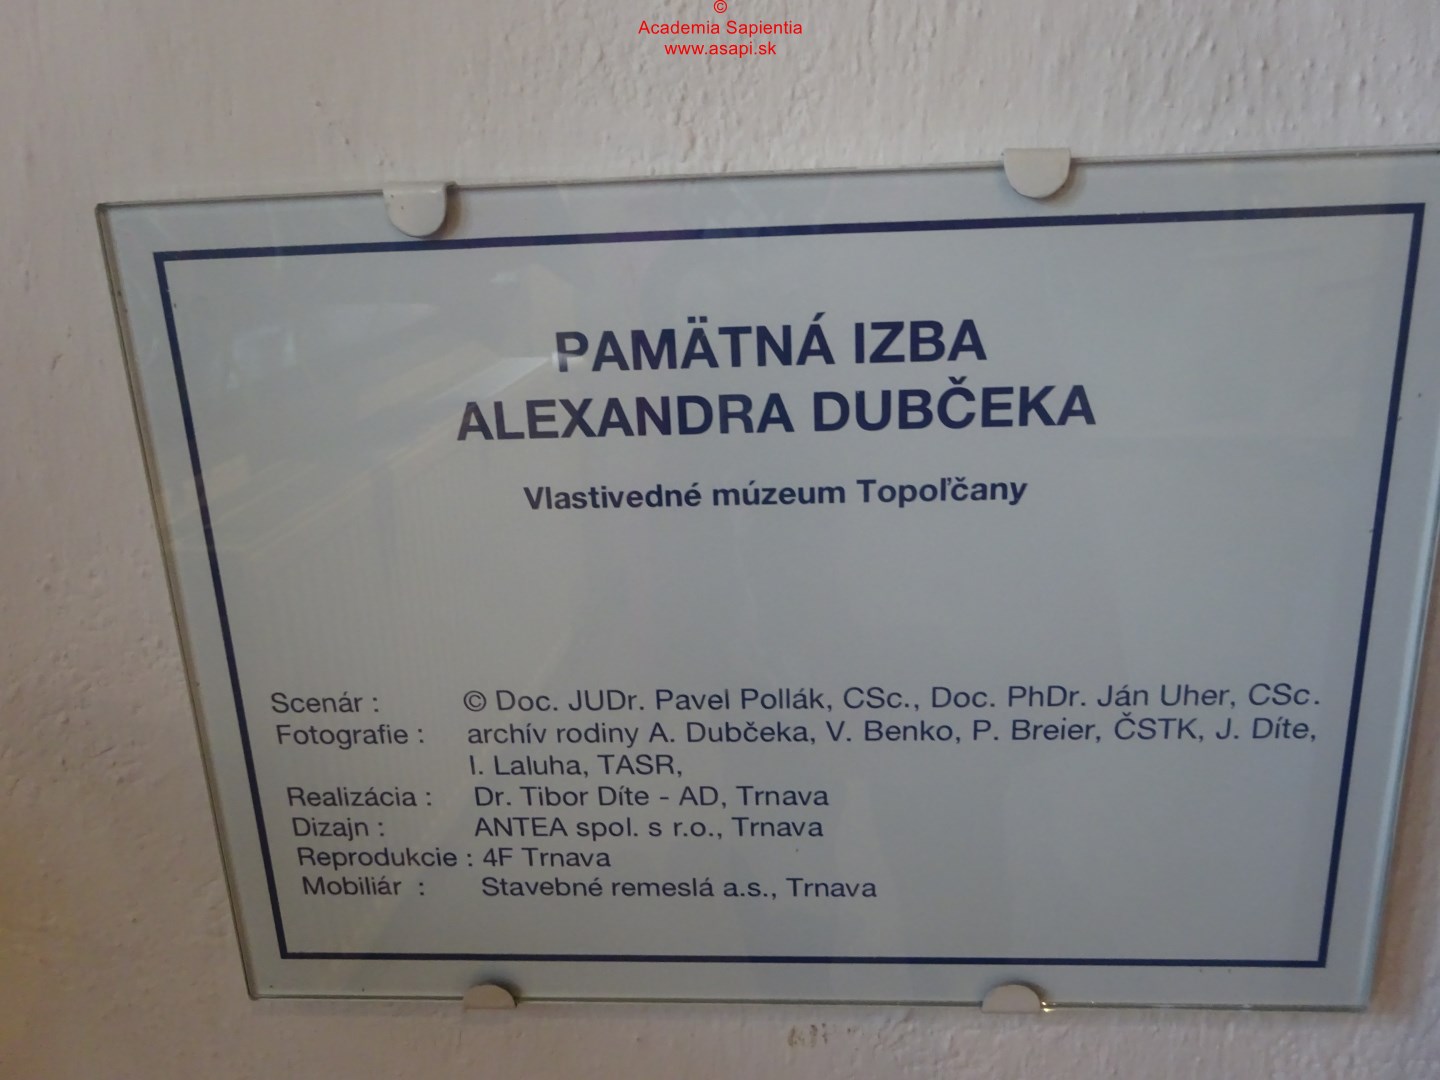 ©
Academia Sapientia
www.asapi.sk
PAMÄTNÁ IZBA
ALEXANDRA DUBČEKA
Vlastivedné múzeum Topoľčany
Scenár : © Doc. JUDr. Pavel Pollák, CSc., Doc. PhDr. Ján Uher, CSc.
Fotografie : archív rodiny A. Dubčeka, V. Benko, P. Breier, ČSTK, J. Díte,
I. Laluha, TASR,
Realizácia : Dr. Tibor Díte - AD, Trnava
Dizajn : ANTEA spol. s r.o., Trnava
Reprodukcie : 4F Trnava
Mobiliár : Stavebné remeslá a.s., Trnava